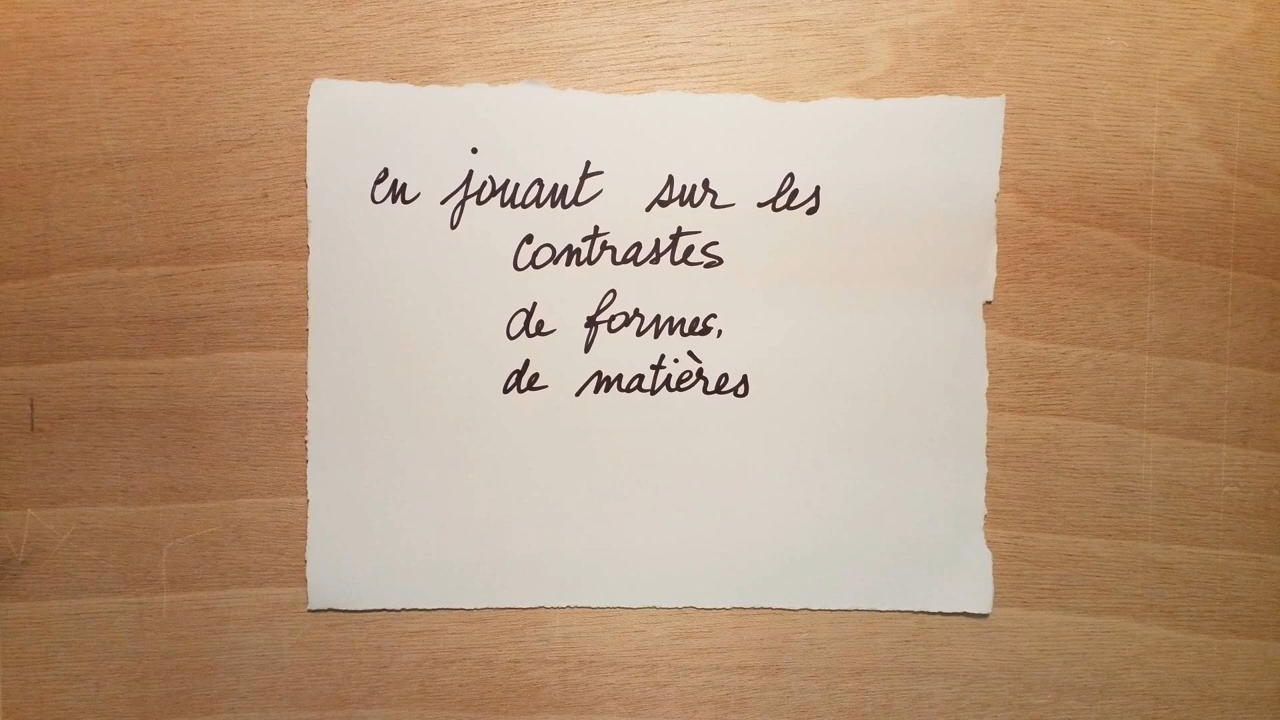 en jouant sur les
contrastes
de formes,
de matières